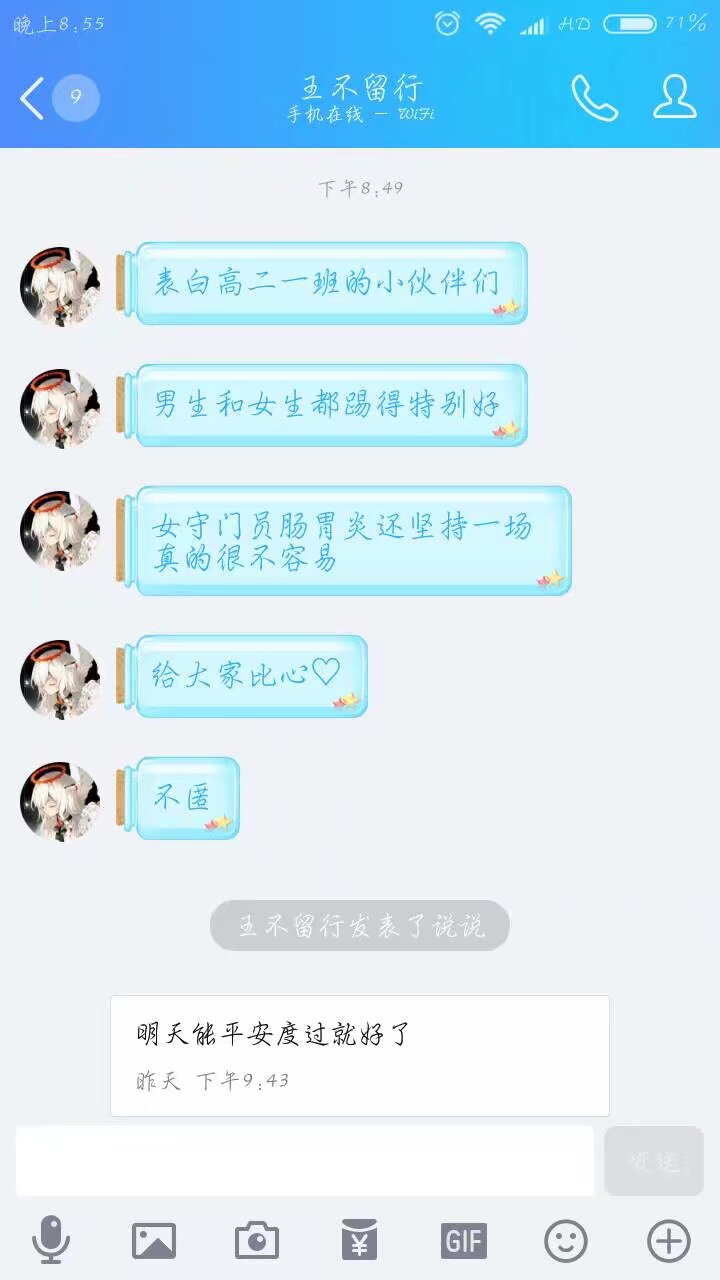 晚上8:55
HD
71%
9
王不留行
手机在线 － WiFi
下午8:49
表白高二一班的小伙伴们
男生和女生都踢得特别好
女守门员肠胃炎还坚持一场
真的很不容易
给大家比心♡
不匿
王不留行发表了说说
明天能平安度过就好了
昨天 下午9:43
发送
¥
GIF